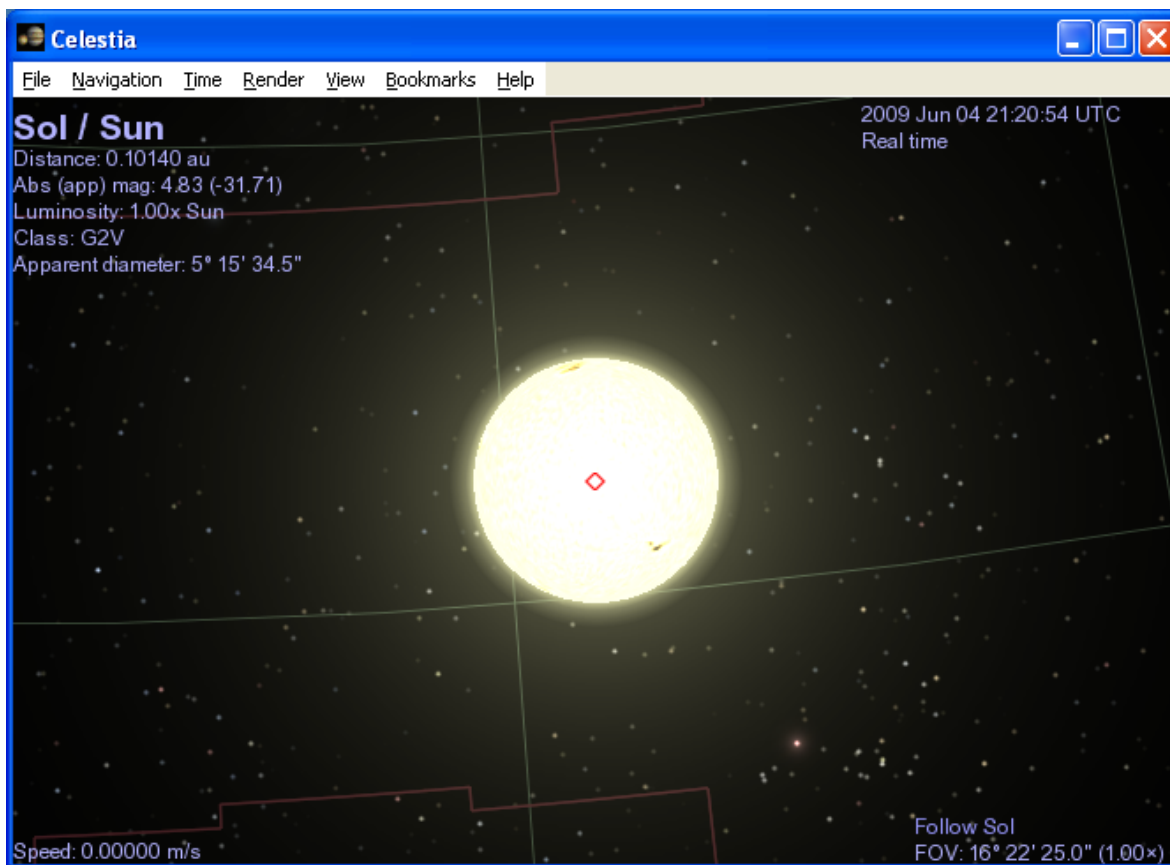 Celestia
File Navigation Time Render View Bookmarks Help
Sol / Sun
Distance: 0.10140 au
Abs (app) mag: 4.83 (-31.71)
Luminosity: 1.00x Sun
Class: G2V
Apparent diameter: 5° 15' 34.5"
2009 Jun 04 21:20:54 UTC
Real time
Speed: 0.00000 m/s
Follow Sol
FOV: 16° 22' 25.0" (1.00×)